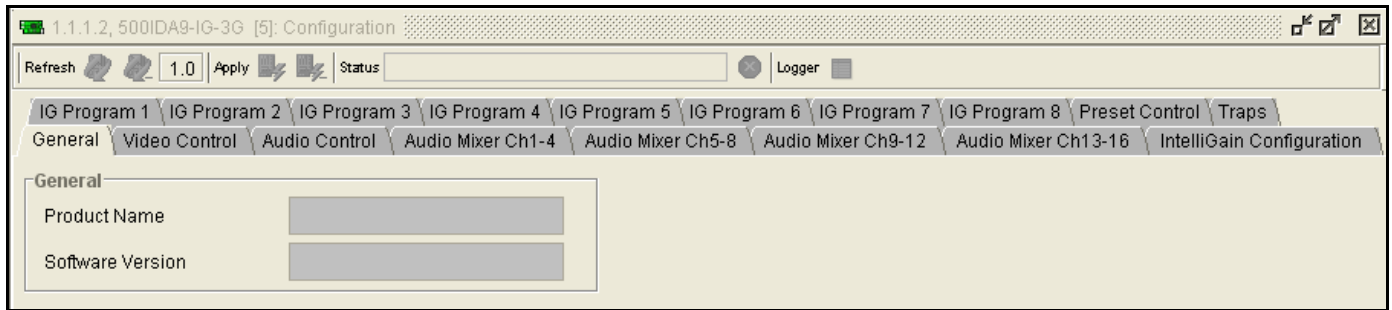 1.1.1.2, 500IDA9-IG-3G [5]: Configuration
Refresh 1.0 Apply Status Logger
IG Program 1 IG Program 2 IG Program 3 IG Program 4 IG Program 5 IG Program 6 IG Program 7 IG Program 8 Preset Control Traps
General Video Control Audio Control Audio Mixer Ch1-4 Audio Mixer Ch5-8 Audio Mixer Ch9-12 Audio Mixer Ch13-16 IntelliGain Configuration
General
Product Name
Software Version